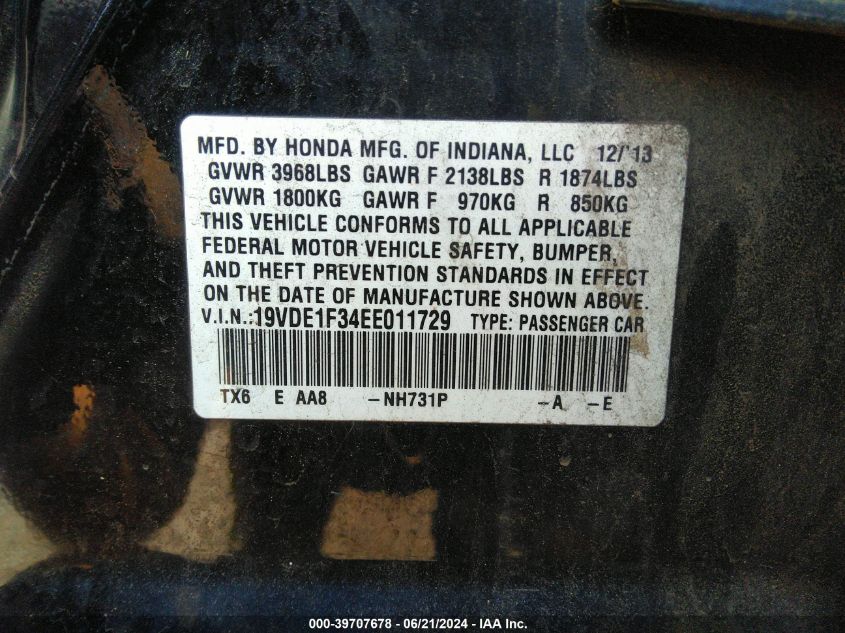 MFD. BY HONDA MFG. OF INDIANA, LLC 12/'13
GVWR 3968LBS GAWR F 2138LBS R 1874LBS
GVWR 1800KG GAWR F 970KG R 850KG
THIS VEHICLE CONFORMS TO ALL APPLICABLE
FEDERAL MOTOR VEHICLE SAFETY, BUMPER,
AND THEFT PREVENTION STANDARDS IN EFFECT
ON THE DATE OF MANUFACTURE SHOWN ABOVE.
V.I.N.:19VDE1F34EE011729 TYPE: PASSENGER CAR
TX6 E AA8 -NH731P -A -E
000-39707678 - 06/21/2024 - IAA Inc.